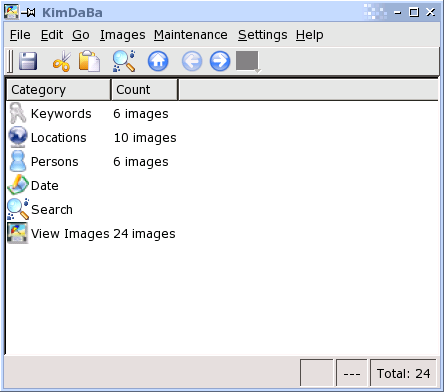 KimDaBa
File Edit Go Images Maintenance Settings Help
Category Count
Keywords 6 images
Locations 10 images
Persons 6 images
Date
Search
View Images 24 images
--- Total: 24